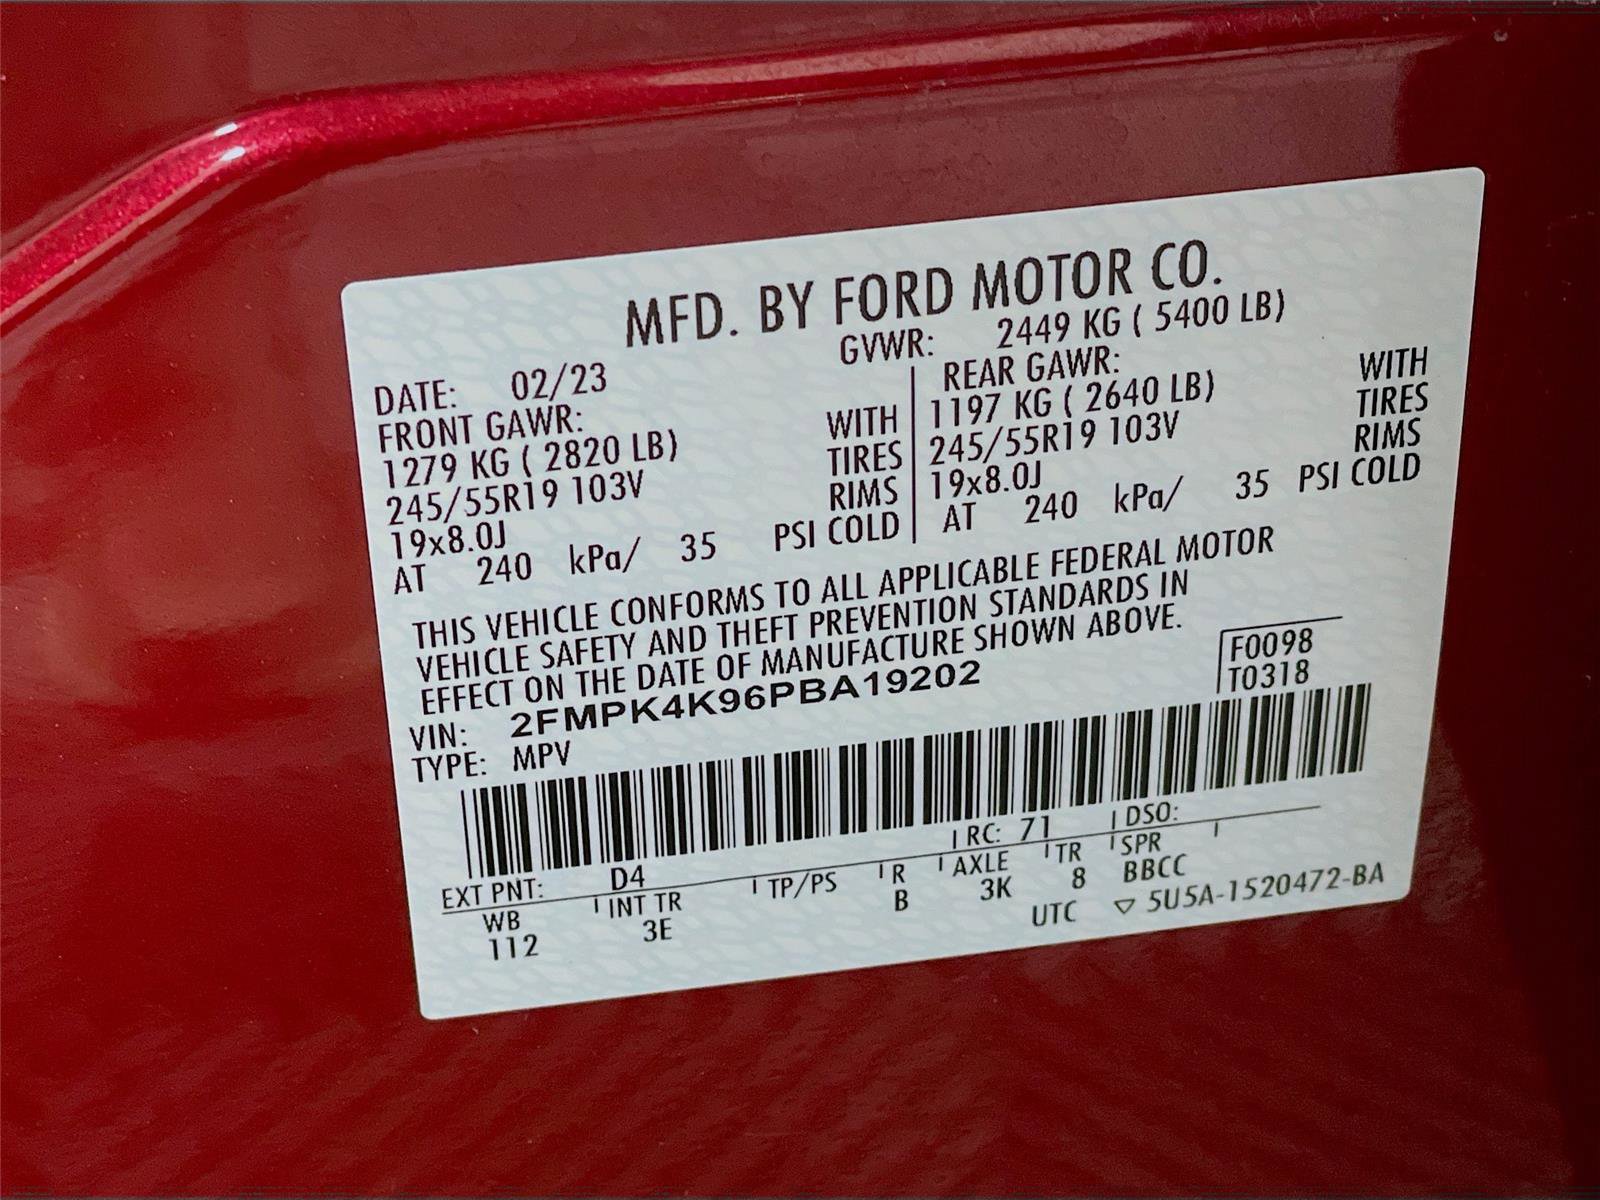 MFD. BY FORD MOTOR CO.
DATE: 02/23 GVWR: 2449 KG ( 5400 LB)
FRONT GAWR: REAR GAWR:
1279 KG ( 2820 LB) WITH 1197 KG ( 2640 LB) WITH
245/55R19 103V TIRES 245/55R19 103V TIRES
19x8.0J RIMS 19x8.0J RIMS
AT 240 kPa/ 35 PSI COLD AT 240 kPa/ 35 PSI COLD
THIS VEHICLE CONFORMS TO ALL APPLICABLE FEDERAL MOTOR
VEHICLE SAFETY AND THEFT PREVENTION STANDARDS IN
EFFECT ON THE DATE OF MANUFACTURE SHOWN ABOVE.
F0098
VIN: 2FMPK4K96PBA19202 T0318
TYPE: MPV
EXT PNT: D4 RC: 71 DSO:
WB INT TR TP/PS R AXLE TR SPR
112 3E B 3K 8 BBCC
UTC ▽ 5U5A-1520472-BA